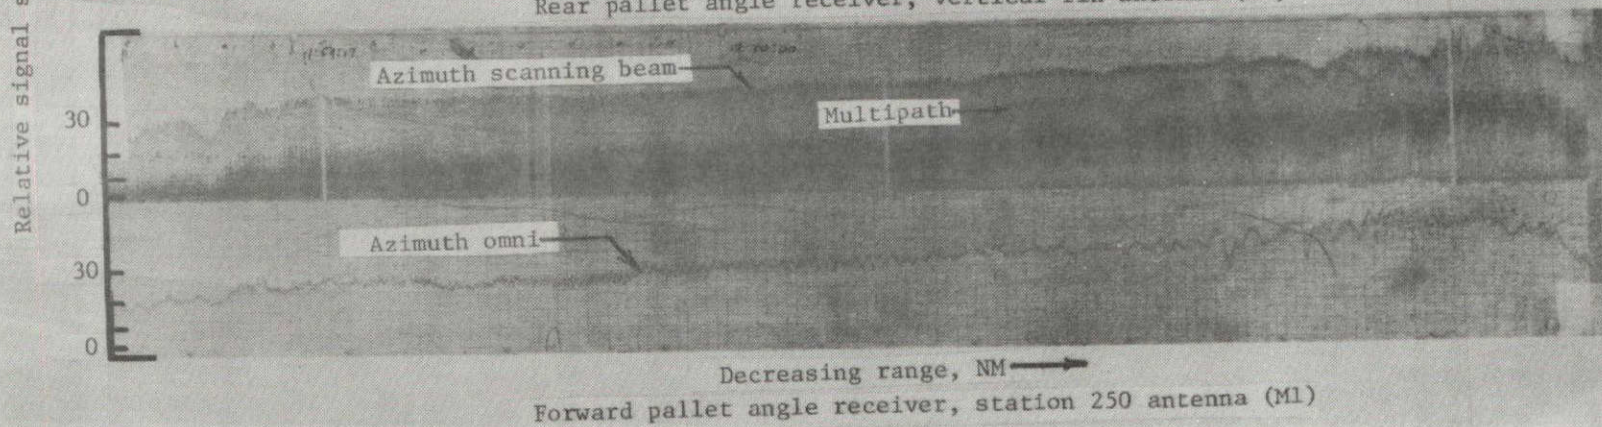 Rear pallet angle receiver, vertical fin antenna
Relative signal
Azimuth scanning beam
Multipath
30
0
Azimuth omni
30
0
Decreasing range, NM
Forward pallet angle receiver, station 250 antenna (M1)